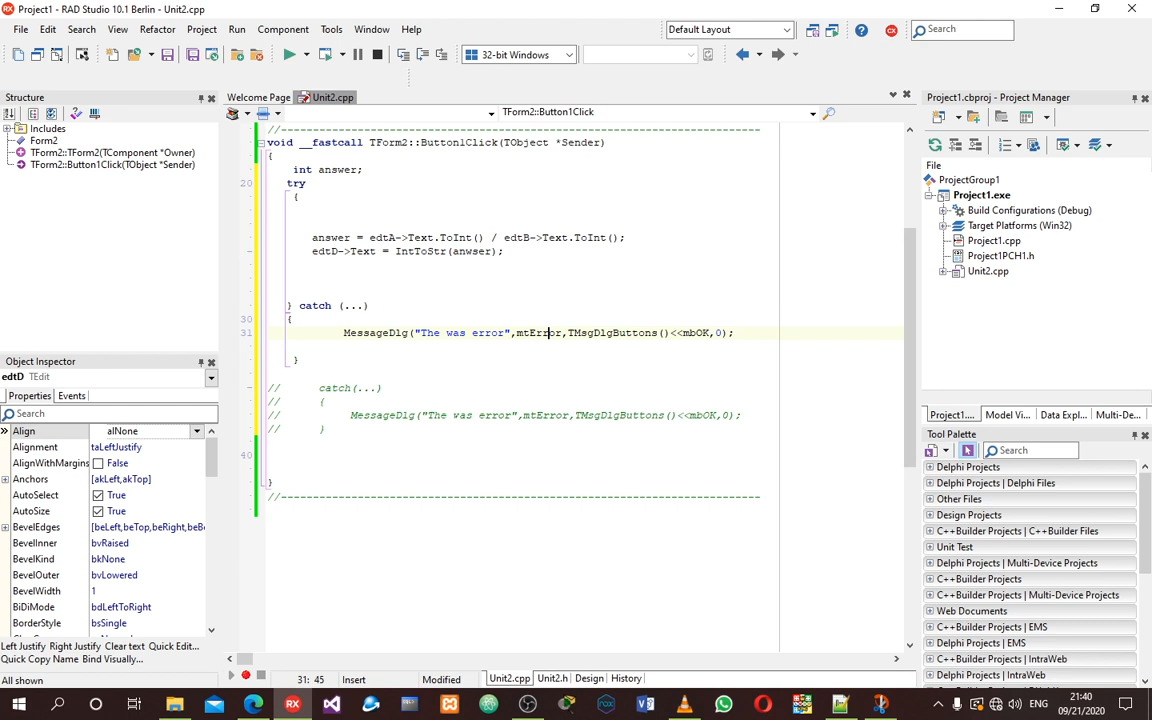 Project1 - RAD Studio 10.1 Berlin - Unit2.cpp
File Edit Search View Refactor Project Run Component Tools Window Help
Default Layout
Search
32-bit Windows
Structure
Welcome Page Unit2.cpp
Project1.cbproj - Project Manager
TForm2::Button1Click
Includes
Form2
TForm2::TForm2(TComponent *Owner)
TForm2::Button1Click(TObject *Sender)
//---------------------------------------------------------------------------
void __fastcall TForm2::Button1Click(TObject *Sender)
{
int answer;
20 try
{
answer = edtA->Text.ToInt() / edtB->Text.ToInt();
edtD->Text = IntToStr(anwser);
} catch (...)
30 {
31 MessageDlg("The was error",mtError,TMsgDlgButtons()<<mbOK,0);
}
// catch(...)
// {
// MessageDlg("The was error",mtError,TMsgDlgButtons()<<mbOK,0);
// }
40
}
//---------------------------------------------------------------------------
File
ProjectGroup1
Project1.exe
Build Configurations (Debug)
Target Platforms (Win32)
Project1.cpp
Project1PCH1.h
Unit2.cpp
Object Inspector
edtD TEdit
Properties Events
Search
Align alNone
Alignment taLeftJustify
AlignWithMargins False
Anchors [akLeft,akTop]
AutoSelect True
AutoSize True
BevelEdges [beLeft,beTop,beRight,beB
BevelInner bvRaised
BevelKind bkNone
BevelOuter bvLowered
BevelWidth 1
BiDiMode bdLeftToRight
BorderStyle bsSingle
Left Justify Right Justify Clear text Quick Edit...
Quick Copy Name Bind Visually...
All shown
Project1.... Model Vi... Data Expl... Multi-De...
Tool Palette
Search
Delphi Projects
Delphi Projects | Delphi Files
Other Files
Design Projects
C++Builder Projects | C++Builder Files
Unit Test
Delphi Projects | Multi-Device Projects
C++Builder Projects
C++Builder Projects | Multi-Device Projects
Web Documents
C++Builder Projects | EMS
Delphi Projects | EMS
C++Builder Projects | IntraWeb
Delphi Projects | IntraWeb
31: 45 Insert Modified Unit2.cpp Unit2.h Design History
ENG
21:40
09/21/2020